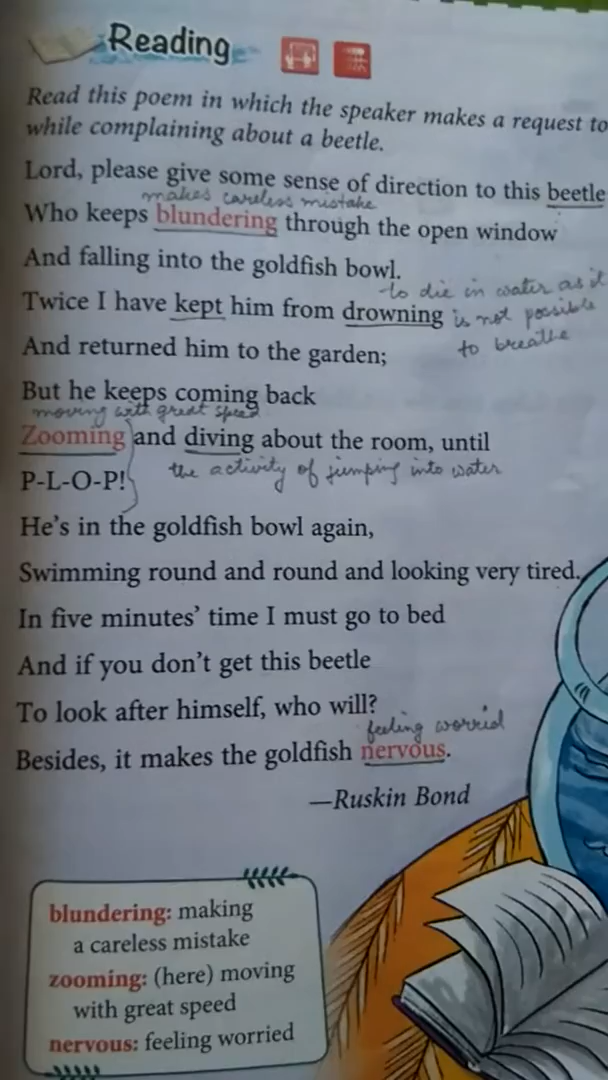 Reading
Read this poem in which the speaker makes a request to
while complaining about a beetle.
Lord, please give some sense of direction to this beetle
makes careless mistake
Who keeps blundering through the open window
And falling into the goldfish bowl.
to die in water as it
Twice I have kept him from drowning is not possible
And returned him to the garden; to breathe
But he keeps coming back
moving with great speed
Zooming and diving about the room, until
P-L-O-P! the activity of jumping into water
He's in the goldfish bowl again,
Swimming round and round and looking very tired.
In five minutes' time I must go to bed
And if you don't get this beetle
To look after himself, who will?
feeling worried
Besides, it makes the goldfish nervous.
—Ruskin Bond
blundering: making
a careless mistake
zooming: (here) moving
with great speed
nervous: feeling worried